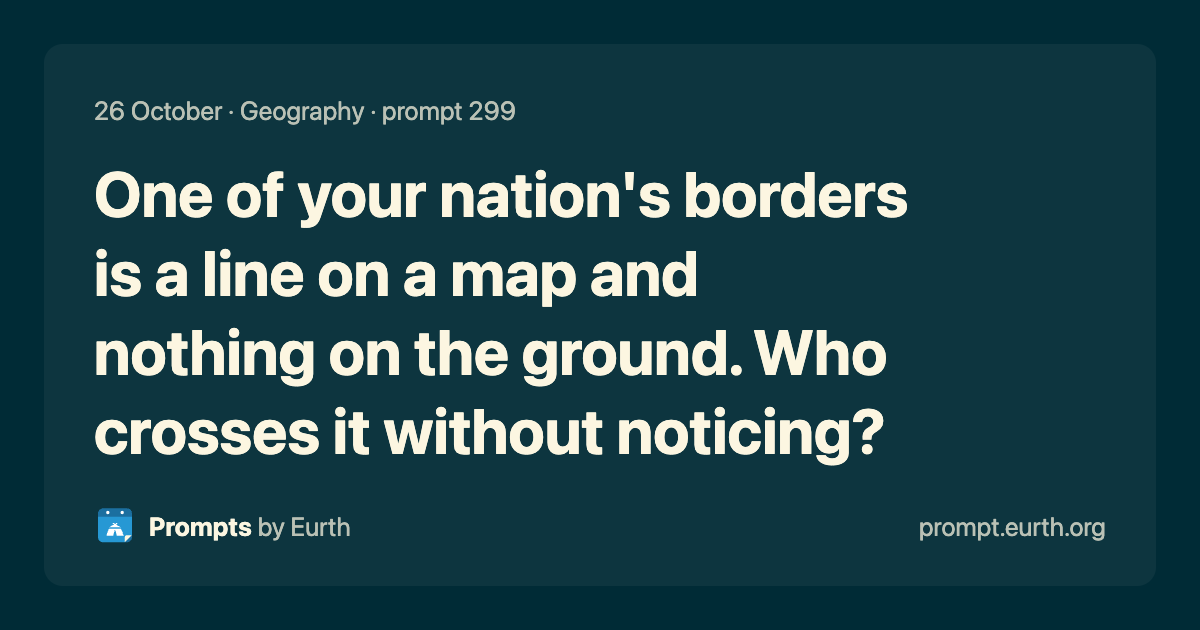 26 October · Geography · prompt 299
One of your nation's borders
is a line on a map and
nothing on the ground. Who
crosses it without noticing?
Prompts by Eurth
prompt.eurth.org